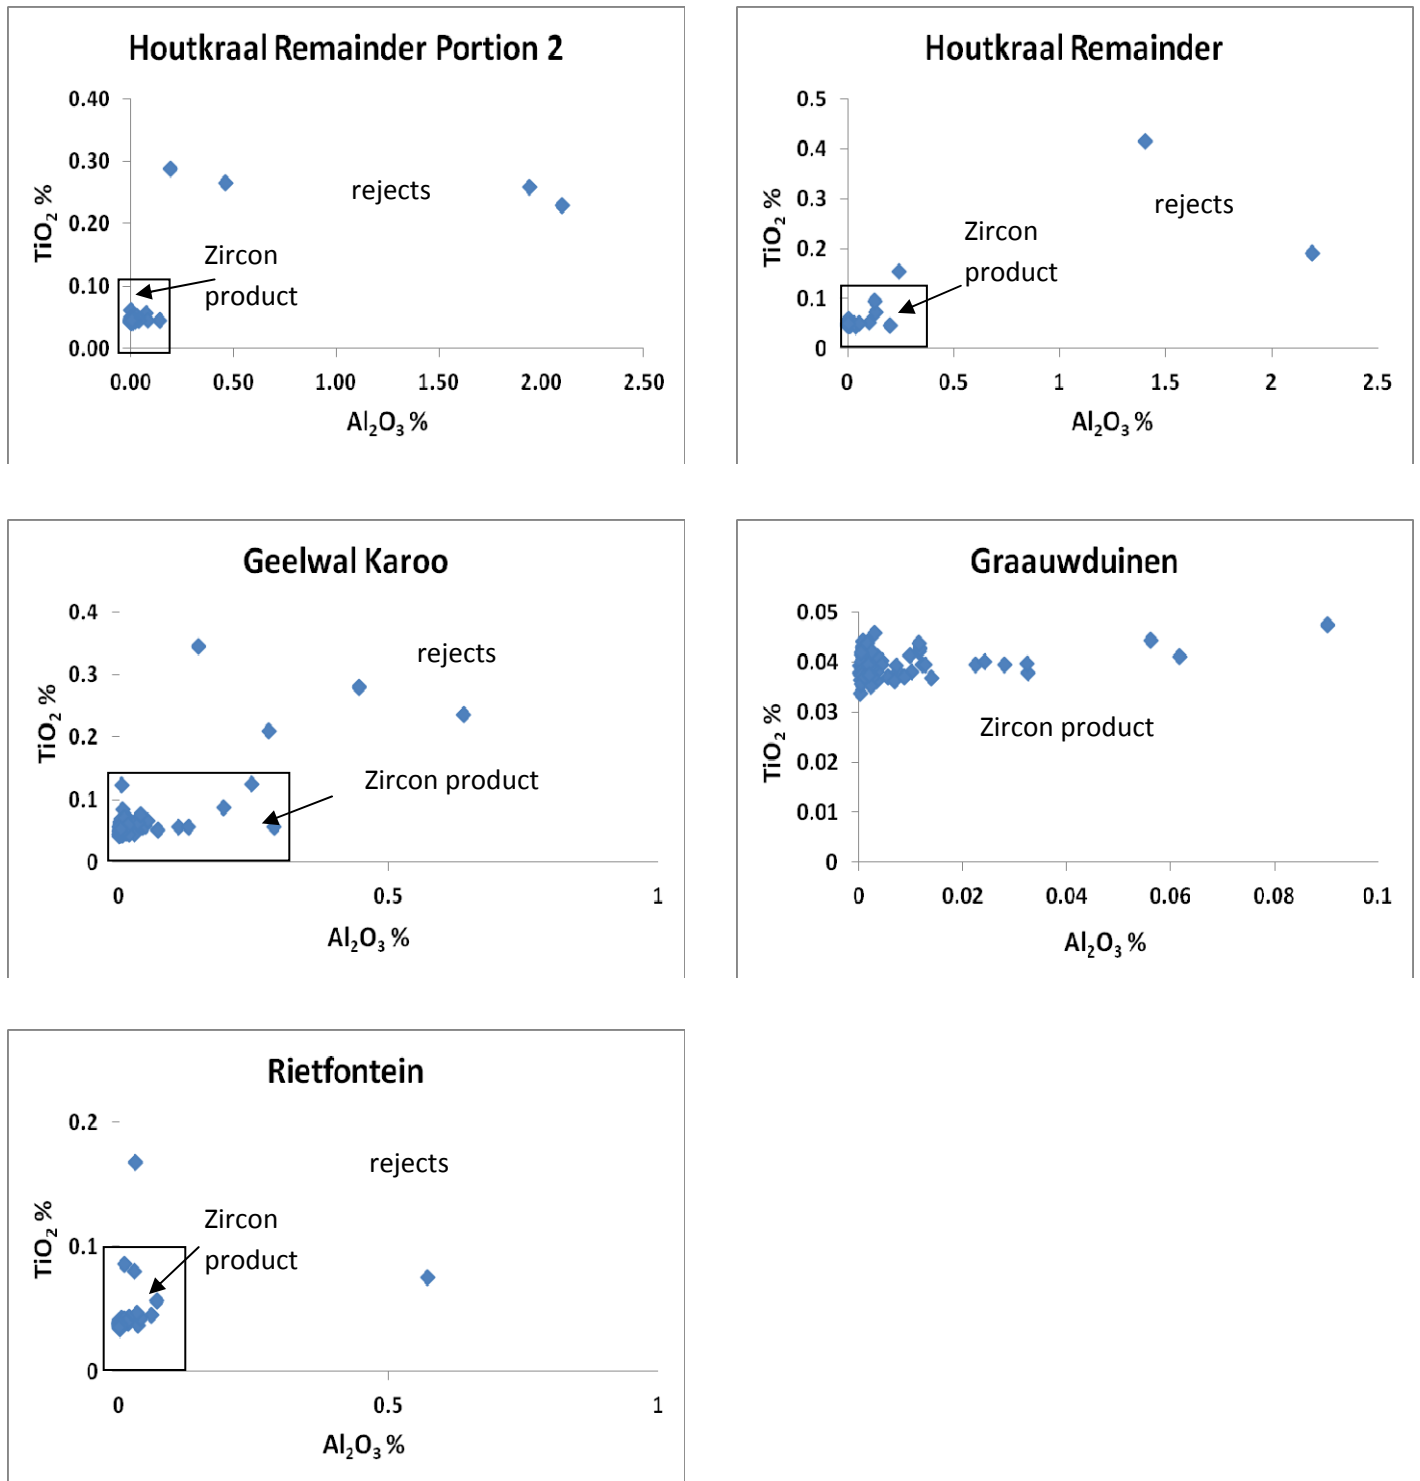 Houtkraal Remainder Portion 2
0.40
0.30
0.20
0.10
0.00
TiO₂ %
rejects
Zircon
product
0.00 0.50 1.00 1.50 2.00 2.50
Al₂O₃ %
Houtkraal Remainder
0.5
0.4
0.3
0.2
0.1
0
TiO₂ %
rejects
Zircon
product
0 0.5 1 1.5 2 2.5
Al₂O₃ %
Geelwal Karoo
0.4
0.3
0.2
0.1
0
TiO₂ %
rejects
Zircon product
0 0.5 1
Al₂O₃ %
Graauwduinen
0.05
0.04
0.03
0.02
0.01
0
TiO₂ %
Zircon product
0 0.02 0.04 0.06 0.08 0.1
Al₂O₃ %
Rietfontein
0.2
0.1
0
TiO₂ %
rejects
Zircon
product
0 0.5 1
Al₂O₃ %